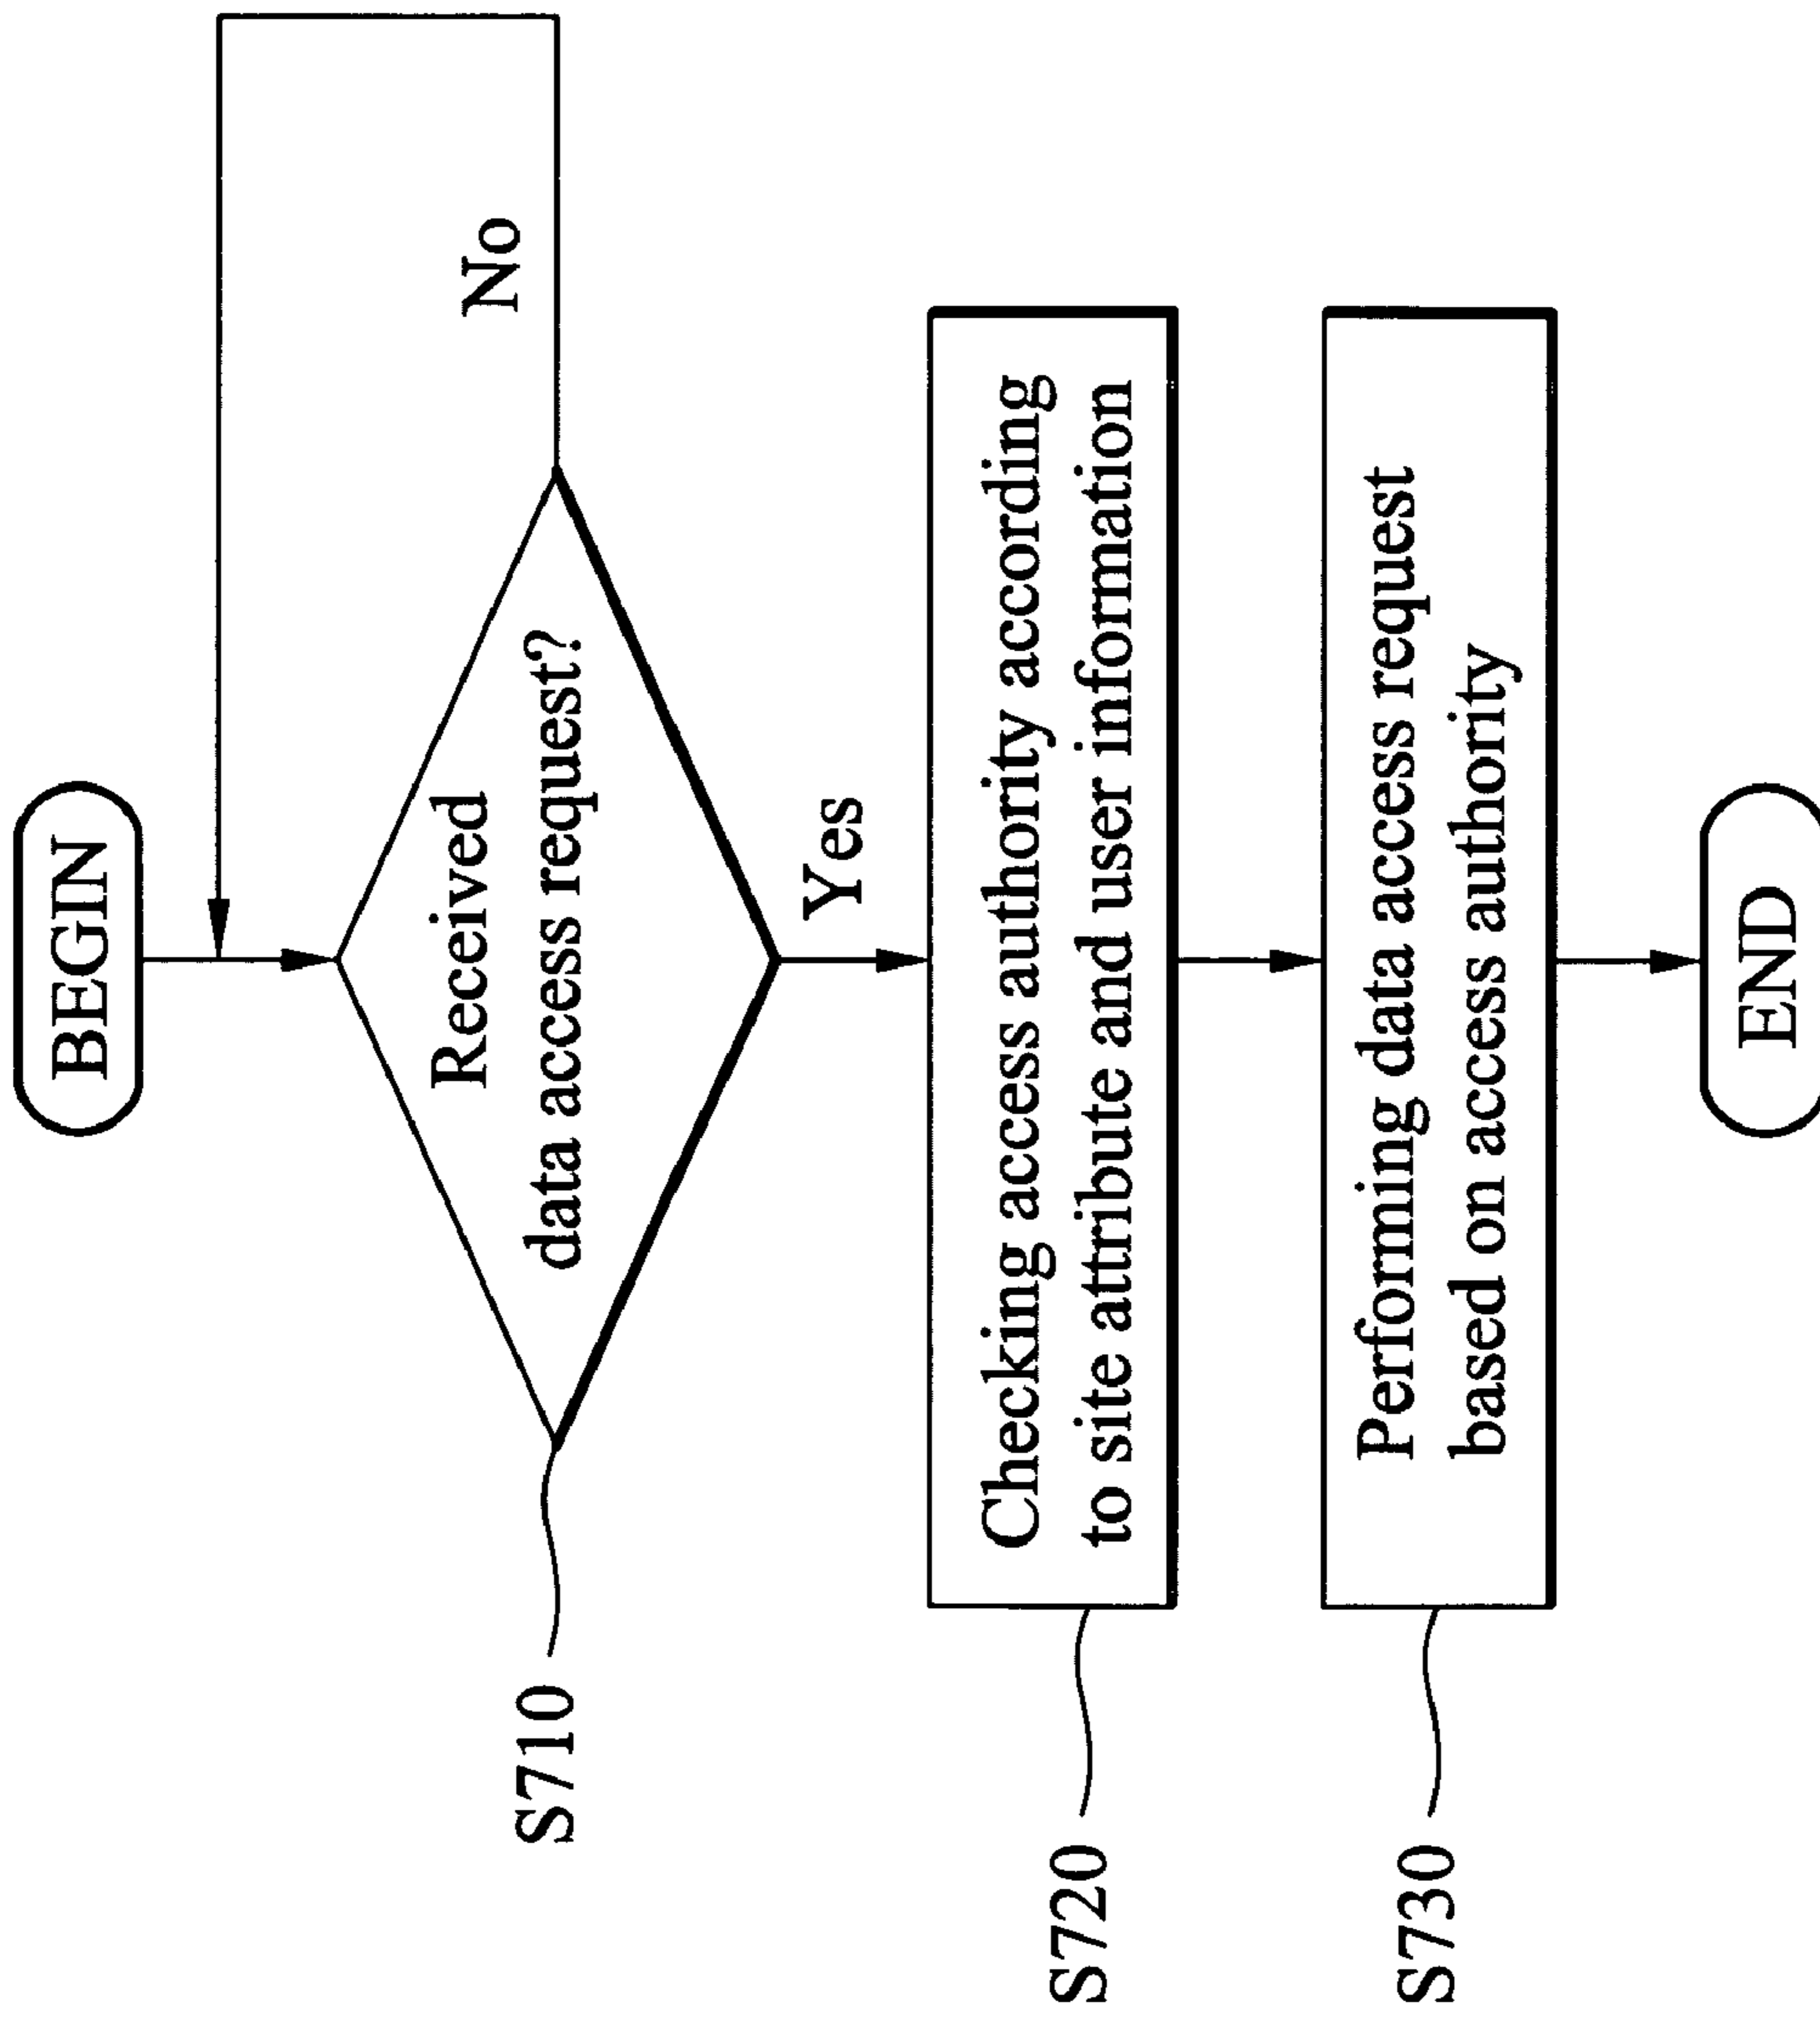 BEGIN
Received
data access request?
No
S710
Yes
Checking access authority according
to site attribute and user information
S720
Performing data access request
based on access authority
S730
END